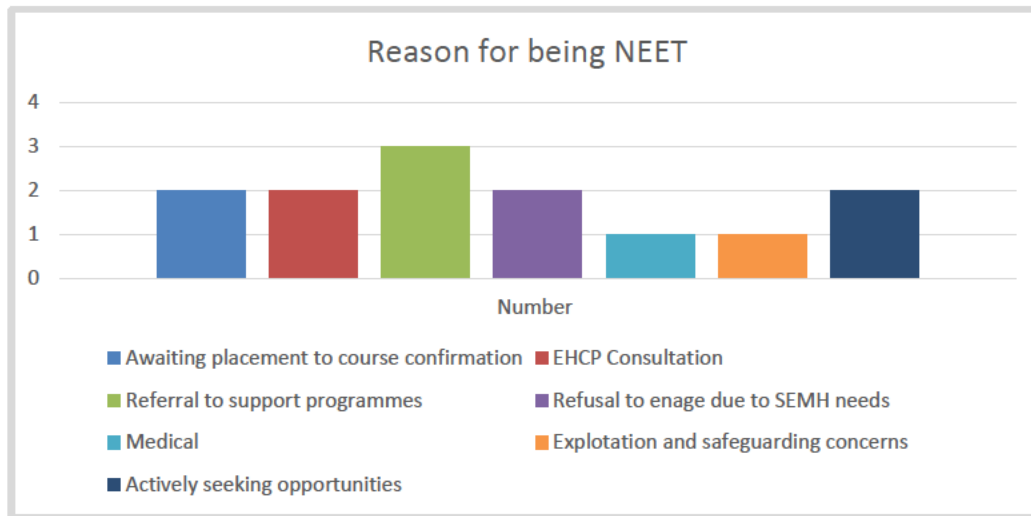 Reason for being NEET
4
3
2
1
0
Number
Awaiting placement to course confirmation
EHCP Consultation
Referral to support programmes
Refusal to enage due to SEMH needs
Medical
Explotation and safeguarding concerns
Actively seeking opportunities